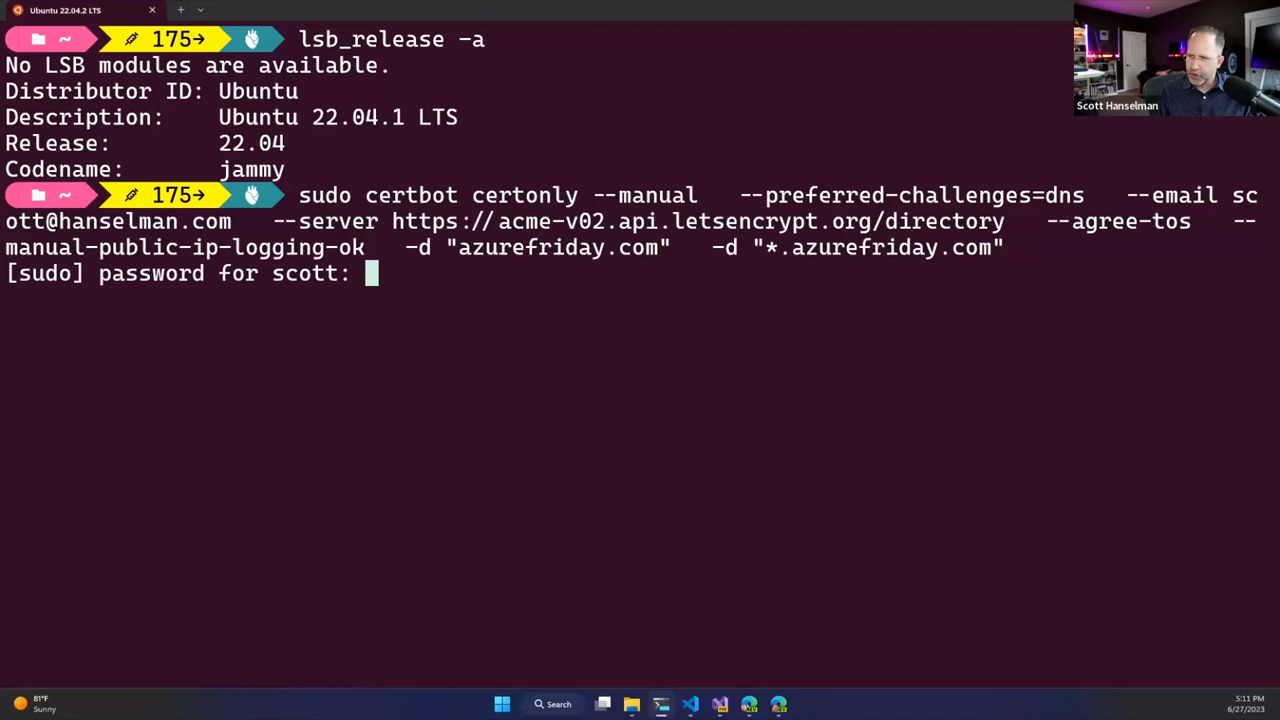 Ubuntu 22.04.2 LTS
~ 175→ lsb_release -a
No LSB modules are available.
Distributor ID: Ubuntu
Description: Ubuntu 22.04.1 LTS
Release: 22.04
Codename: jammy
~ 175→ sudo certbot certonly --manual --preferred-challenges=dns --email sc
ott@hanselman.com --server https://acme-v02.api.letsencrypt.org/directory --agree-tos --
manual-public-ip-logging-ok -d "azurefriday.com" -d "*.azurefriday.com"
[sudo] password for scott:
Scott Hanselman
81°F
Sunny
Search
5:11 PM
6/27/2023